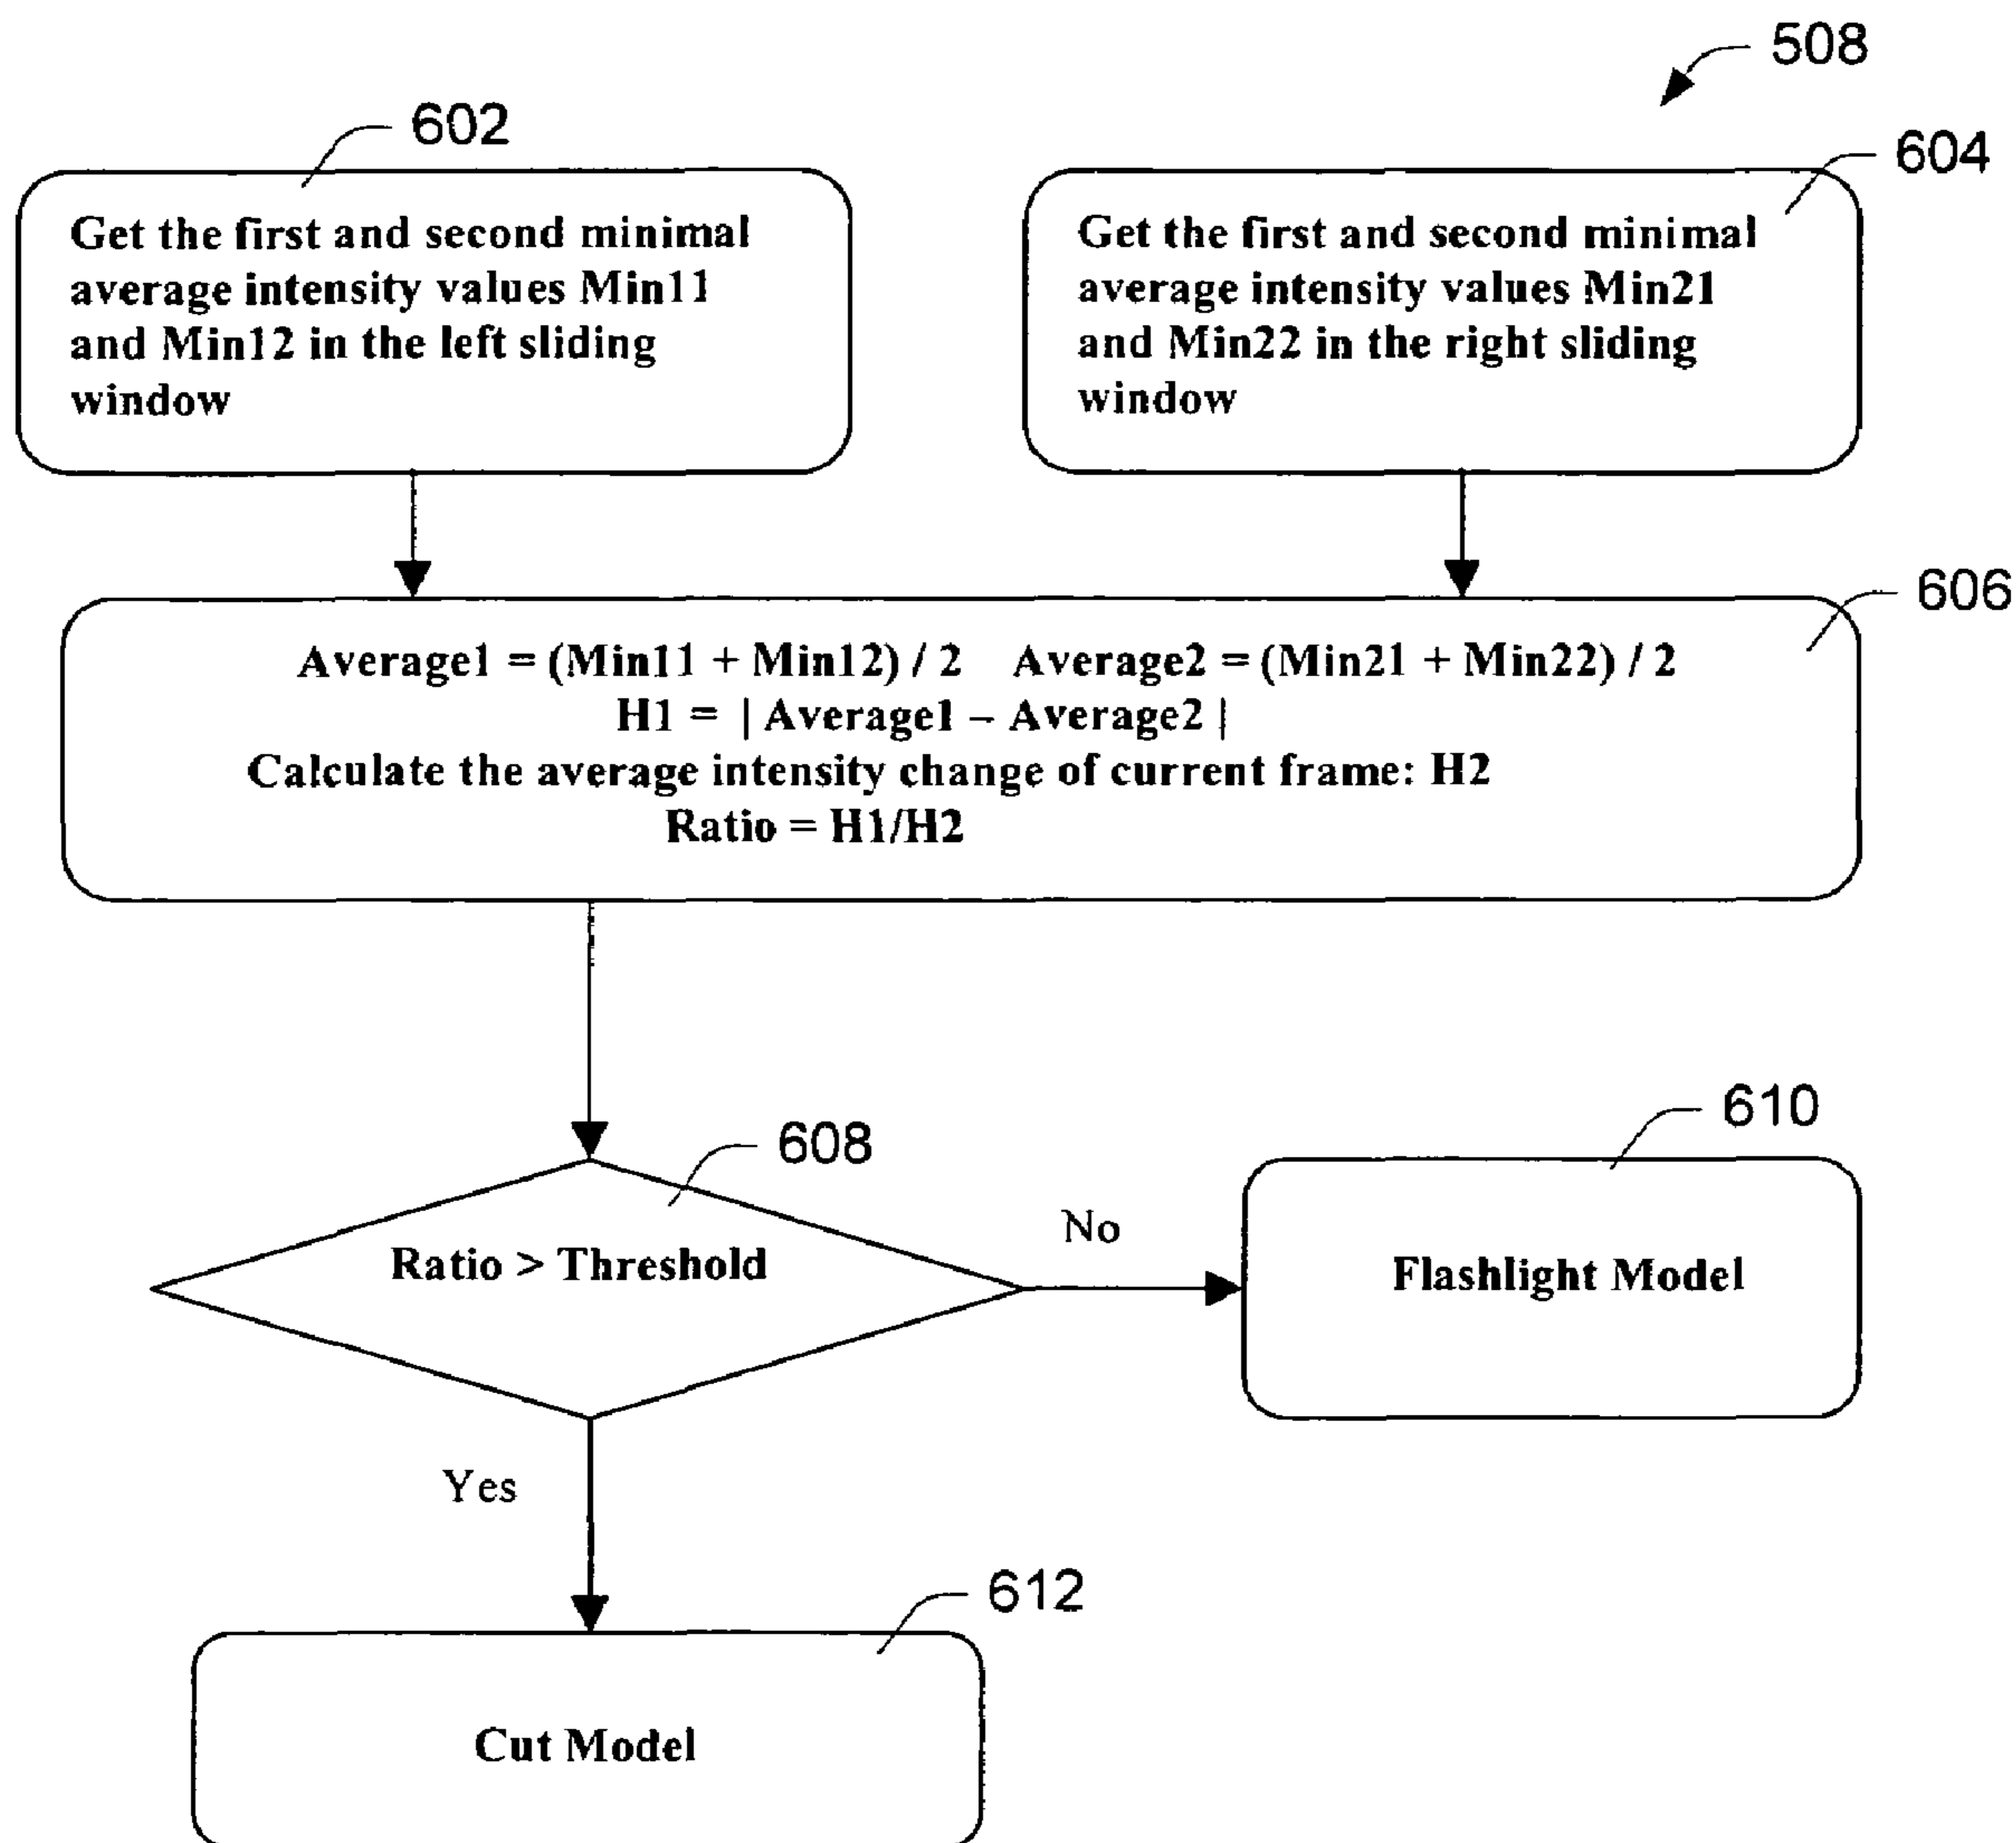 508
602
604
Get the first and second minimal
average intensity values Min11
and Min12 in the left sliding
window
Get the first and second minimal
average intensity values Min21
and Min22 in the right sliding
window
606
Average1 = (Min11 + Min12) / 2 Average2 = (Min21 + Min22) / 2
H1 = | Average1 – Average2 |
Calculate the average intensity change of current frame: H2
Ratio = H1/H2
608
610
Ratio > Threshold
No
Flashlight Model
Yes
612
Cut Model